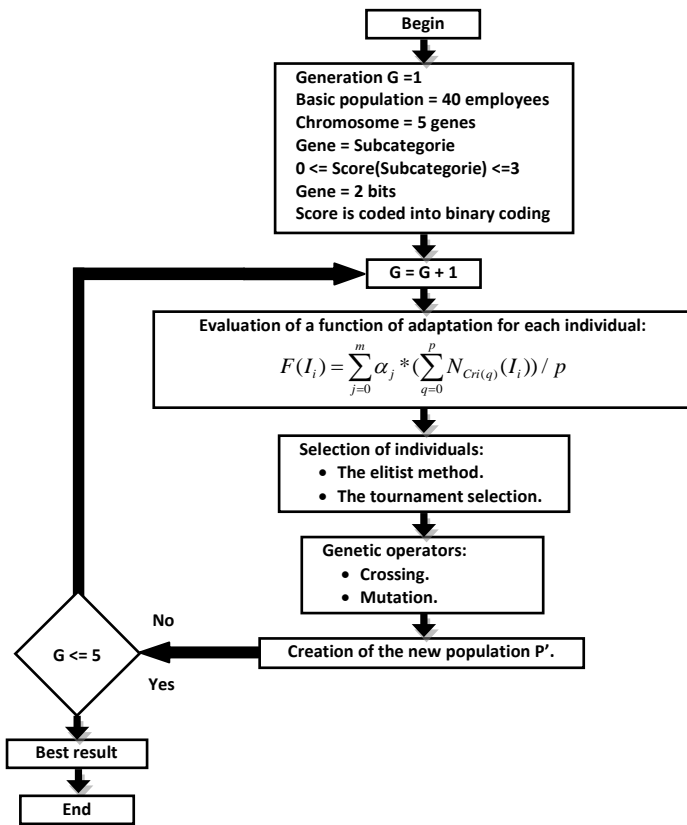 Begin
Generation G =1
Basic population = 40 employees
Chromosome = 5 genes
Gene = Subcategorie
0 <= Score(Subcategorie) <=3
Gene = 2 bits
Score is coded into binary coding
G = G + 1
Evaluation of a function of adaptation for each individual:
F(I_i) = \sum_{j=0}^{m} α_j * (\sum_{q=0}^{p} N_{Cri(q)}(I_i)) / p
Selection of individuals:
• The elitist method.
• The tournament selection.
Genetic operators:
• Crossing.
• Mutation.
Creation of the new population P’.
No
G <= 5
Yes
Best result
End